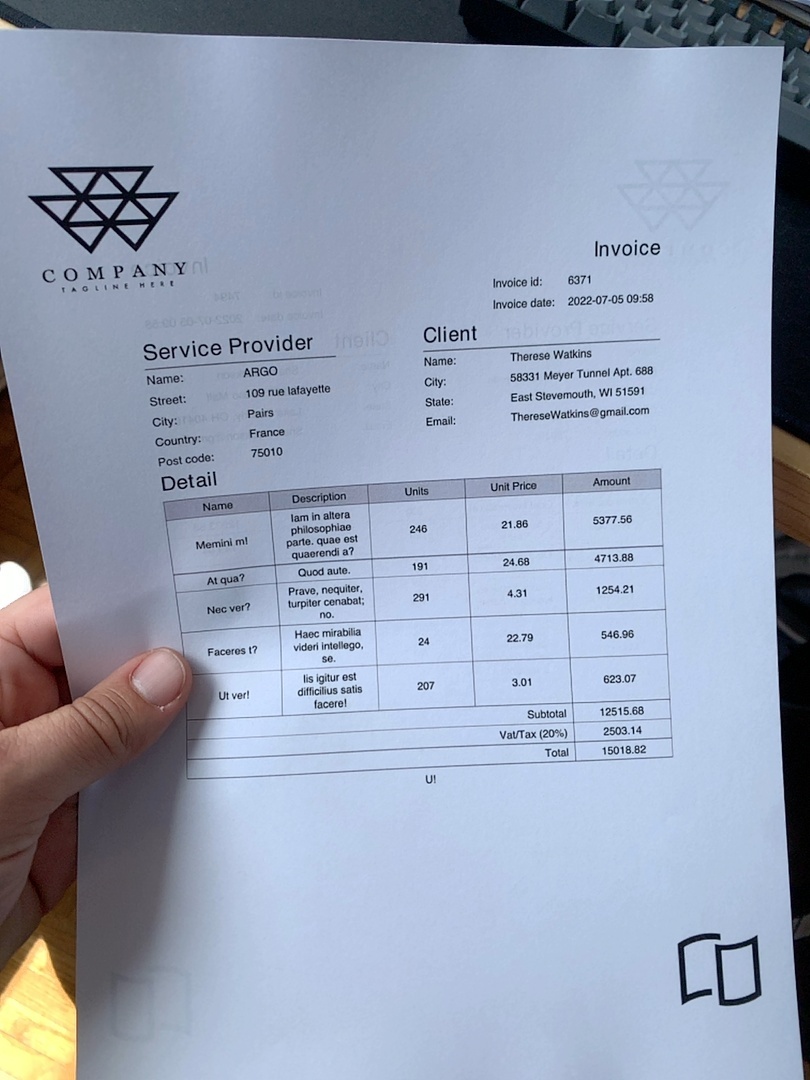 COMPANY
TAGLINE HERE
Invoice
Invoice id: 6371
Invoice date: 2022-07-05 09:58
Service Provider
Name: ARGO
Street: 109 rue lafayette
City: Pairs
Country: France
Post code: 75010
Client
Name: Therese Watkins
City: 58331 Meyer Tunnel Apt. 688
State: East Stevemouth, WI 51591
Email: ThereseWatkins@gmail.com
Detail
Name Description Units Unit Price Amount
Iam in altera
philosophiae
Memini m! parte. quae est 246 21.86 5377.56
quaerendi a?
At qua? Quod aute. 191 24.68 4713.88
Prave, nequiter,
Nec ver? turpiter cenabat; 291 4.31 1254.21
no.
Haec mirabilia
Faceres t? videri intellego, 24 22.79 546.96
se.
Iis igitur est
Ut ver! difficilius satis 207 3.01 623.07
facere!
Subtotal 12515.68
Vat/Tax (20%) 2503.14
Total 15018.82
U!